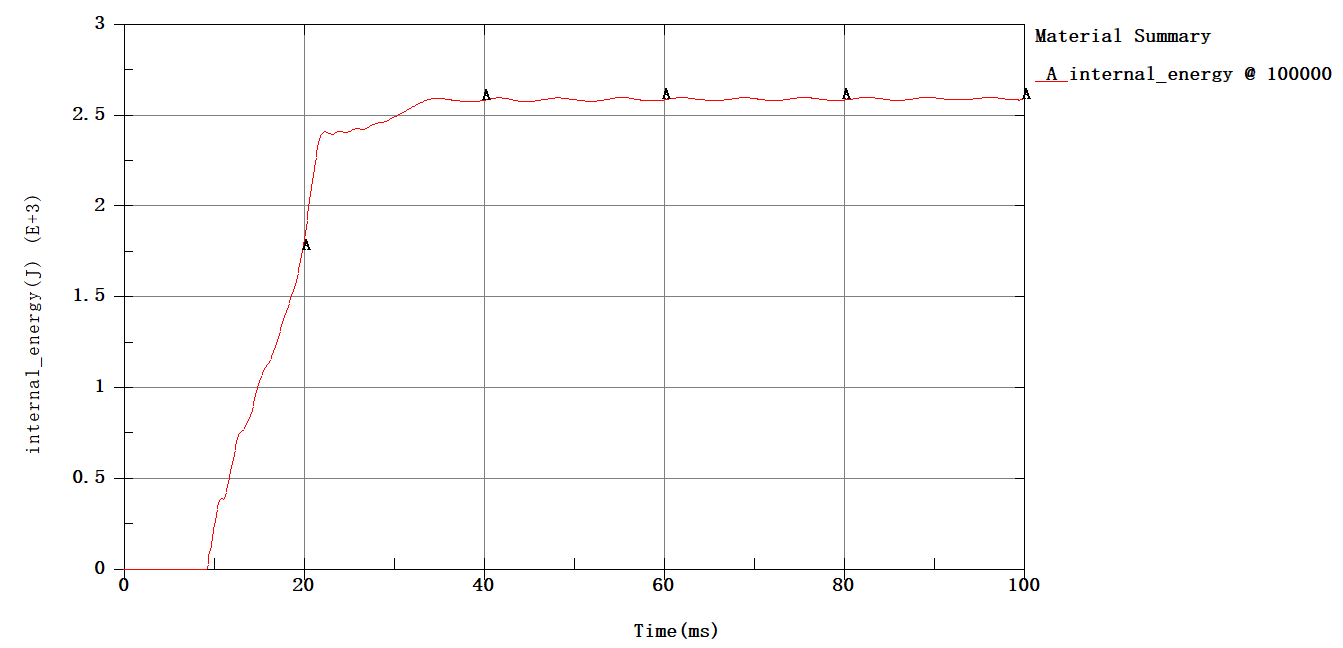 3
2.5
2
1.5
1
0.5
0
internal_energy(J) (E+3)
A
A
A
A
A
0
20
40
60
80
100
Time(ms)
Material Summary
_A_internal_energy @ 100000